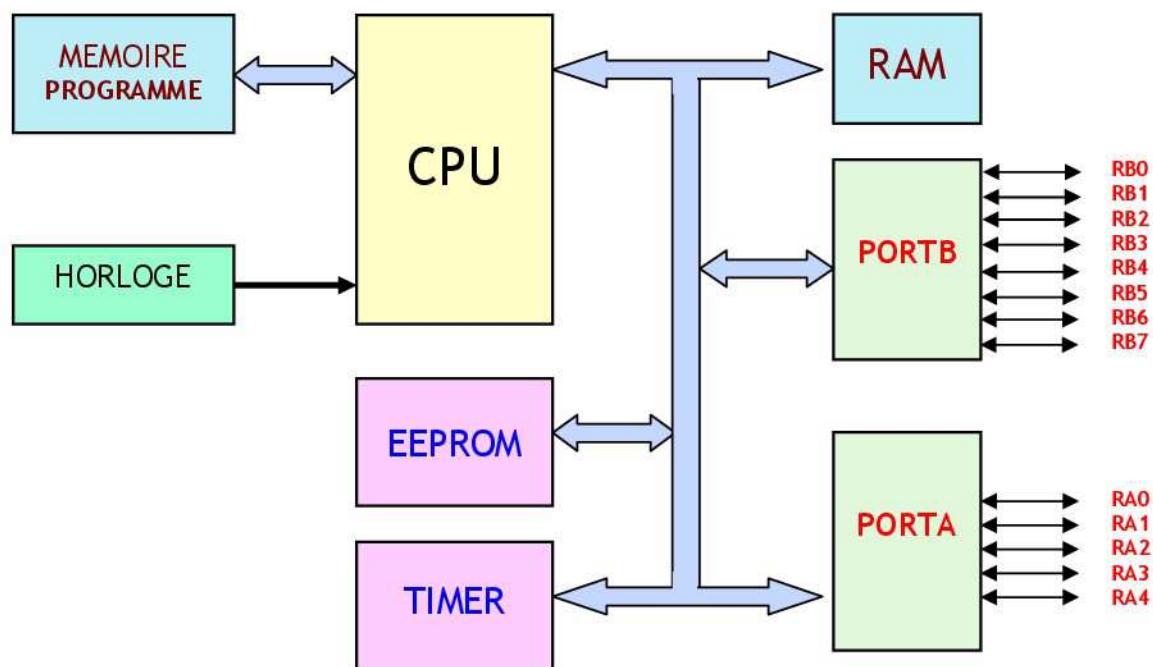 MEMOIRE
PROGRAMME
CPU
RAM
HORLOGE
PORTB
RB0
RB1
RB2
RB3
RB4
RB5
RB6
RB7
EEPROM
TIMER
PORTA
RA0
RA1
RA2
RA3
RA4